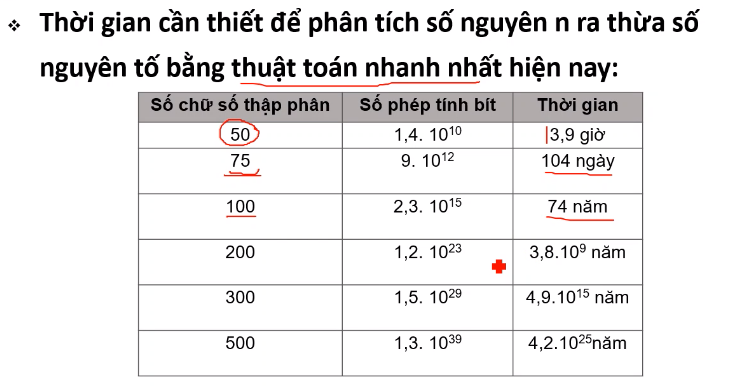 ❖ Thời gian cần thiết để phân tích số nguyên n ra thừa số
nguyên tố bằng thuật toán nhanh nhất hiện nay:
Số chữ số thập phân Số phép tính bít Thời gian
50 1,4. 10¹⁰ 3,9 giờ
75 9. 10¹² 104 ngày
100 2,3. 10¹⁵ 74 năm
200 1,2. 10²³ 3,8.10⁹ năm
300 1,5. 10²⁹ 4,9.10¹⁵ năm
500 1,3. 10³⁹ 4,2.10²⁵năm